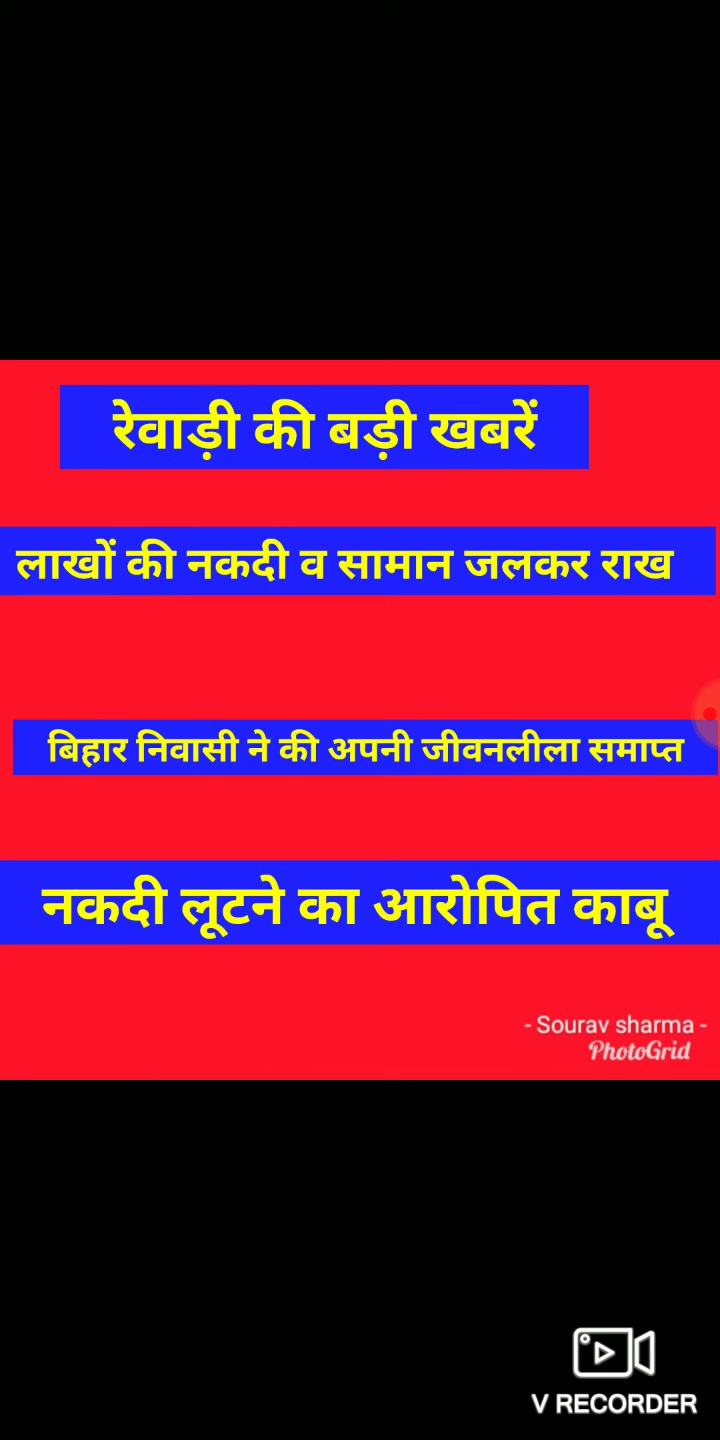 रेवाड़ी की बड़ी खबरें
लाखों की नकदी व सामान जलकर राख
बिहार निवासी ने की अपनी जीवनलीला समाप्त
नकदी लूटने का आरोपित काबू
- Sourav sharma -
PhotoGrid
V RECORDER